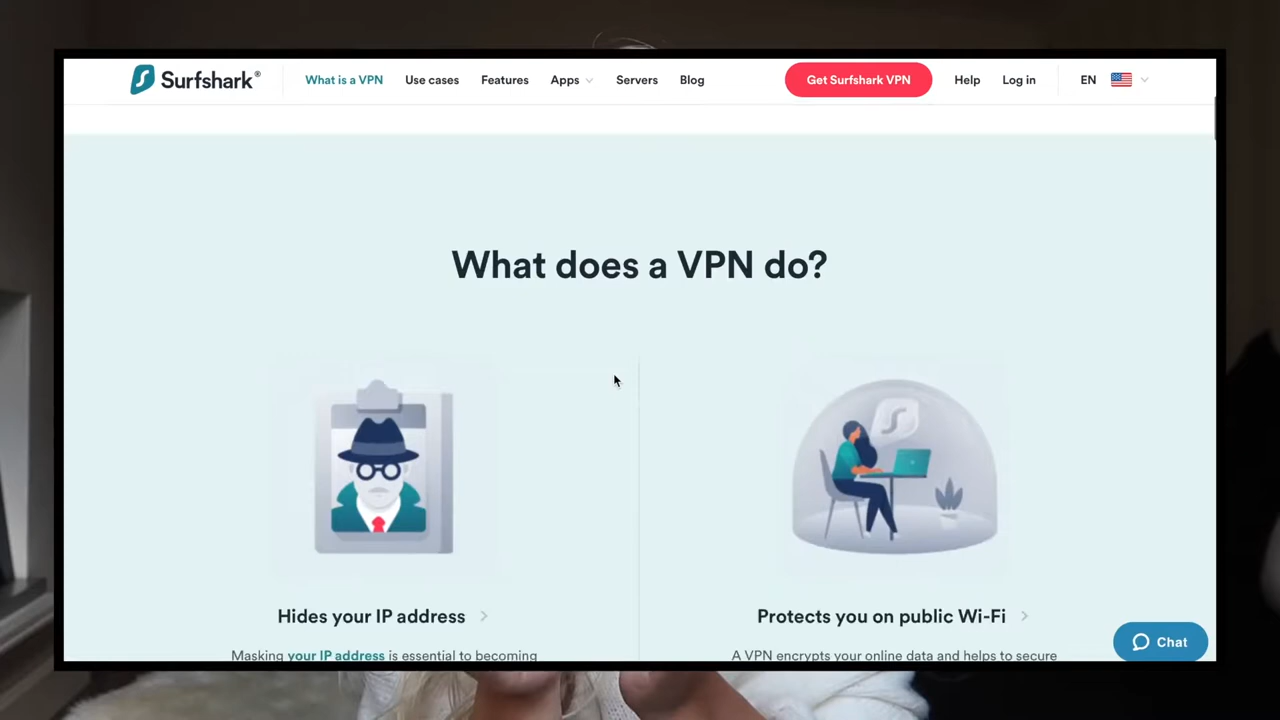 Surfshark®
What is a VPN
Use cases
Features
Apps
Servers
Blog
Get Surfshark VPN
Help
Log in
EN
What does a VPN do?
Hides your IP address
Protects you on public Wi-Fi
Masking your IP address is essential to becoming
A VPN encrypts your online data and helps to secure
Chat